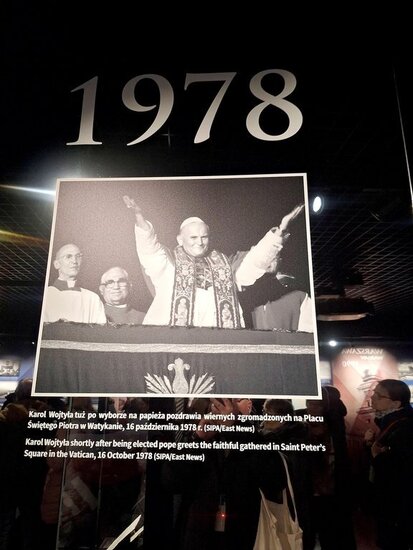 1978
Karol Wojtyła tuż po wyborze na papieża pozdrawia wiernych zgromadzonych na Placu
Świętego Piotra w Watykanie, 16 października 1978 r. (SIPA/East News)
Karol Wojtyła shortly after being elected pope greets the faithful gathered in Saint Peter's
Square in the Vatican, 16 October 1978 (SIPA/East News)
WARSZAWA